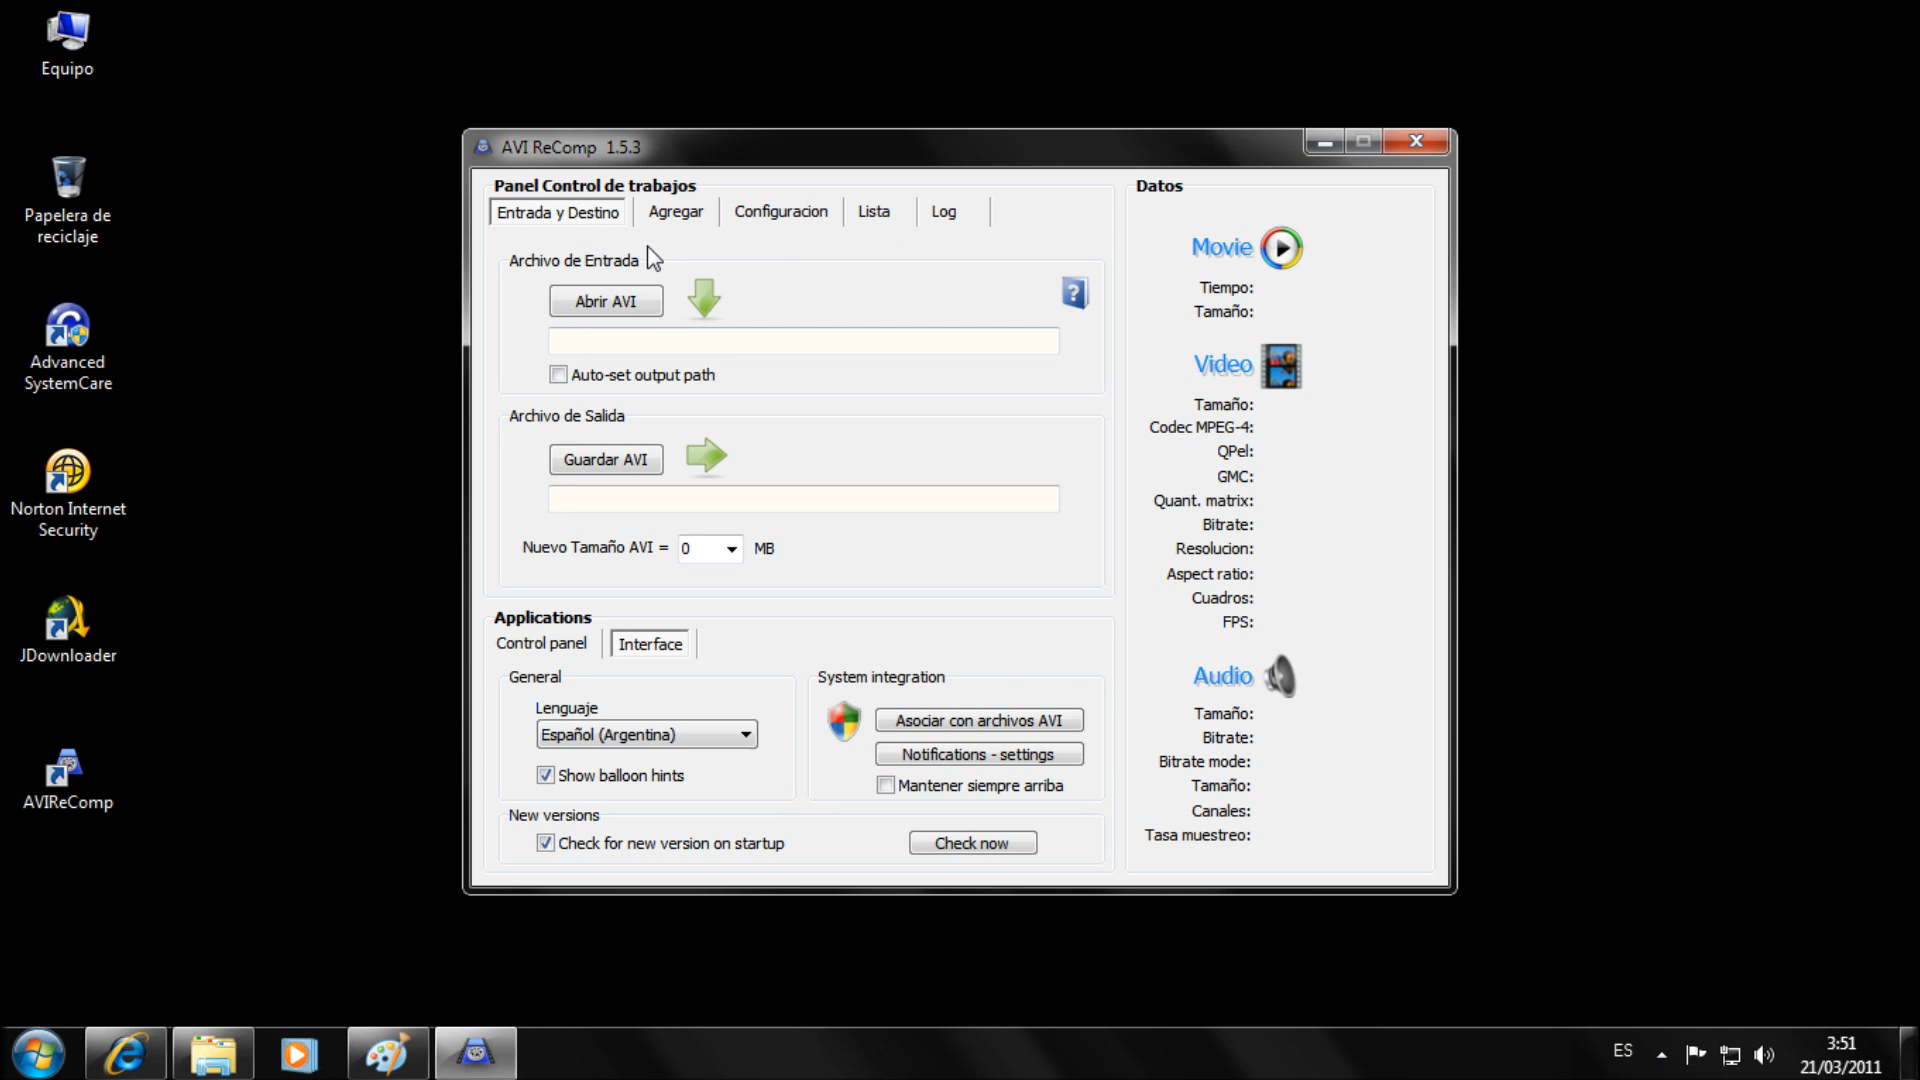 Equipo
Papelera de
reciclaje
Advanced
SystemCare
Norton Internet
Security
JDownloader
AVIReComp
AVI ReComp 1.5.3
Panel Control de trabajos
Entrada y Destino
Agregar
Configuracion
Lista
Log
Archivo de Entrada
Abrir AVI
?
Auto-set output path
Archivo de Salida
Guardar AVI
Nuevo Tamaño AVI = 0 MB
Applications
Control panel
Interface
General
Lenguaje
Español (Argentina)
Show balloon hints
System integration
Asociar con archivos AVI
Notifications - settings
Mantener siempre arriba
New versions
Check for new version on startup
Check now
Datos
Movie
Tiempo:
Tamaño:
Video
Tamaño:
Codec MPEG-4:
QPel:
GMC:
Quant. matrix:
Bitrate:
Resolucion:
Aspect ratio:
Cuadros:
FPS:
Audio
Tamaño:
Bitrate:
Bitrate mode:
Tamaño:
Canales:
Tasa muestreo:
ES
3:51
21/03/2011